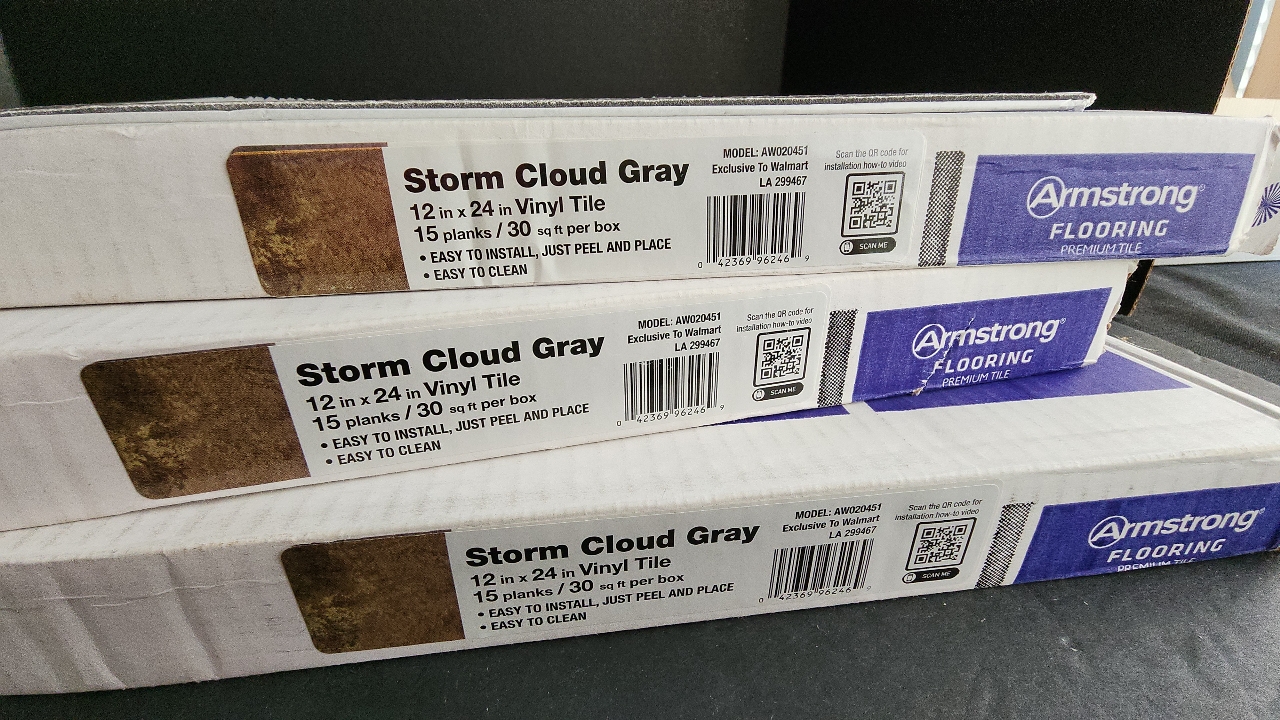 Storm Cloud Gray
12 in x 24 in Vinyl Tile
15 planks / 30 sq ft per box
• EASY TO INSTALL, JUST PEEL AND PLACE
• EASY TO CLEAN
MODEL: AW020451
Exclusive To Walmart
LA 299467
0 42369 96246 9
Scan the QR code for
installation how-to video
SCAN ME
Armstrong®
FLOORING
PREMIUM TILE
Storm Cloud Gray
12 in x 24 in Vinyl Tile
15 planks / 30 sq ft per box
• EASY TO INSTALL, JUST PEEL AND PLACE
• EASY TO CLEAN
MODEL: AW020451
Exclusive To Walmart
LA 299467
0 42369 96246 9
Scan the QR code for
installation how-to video
SCAN ME
Armstrong®
FLOORING
PREMIUM TILE
Storm Cloud Gray
12 in x 24 in Vinyl Tile
15 planks / 30 sq ft per box
• EASY TO INSTALL, JUST PEEL AND PLACE
• EASY TO CLEAN
MODEL: AW020451
Exclusive To Walmart
LA 299467
0 42369 96246 9
Scan the QR code for
installation how-to video
SCAN ME
Armstrong®
FLOORING
PREMIUM TILE